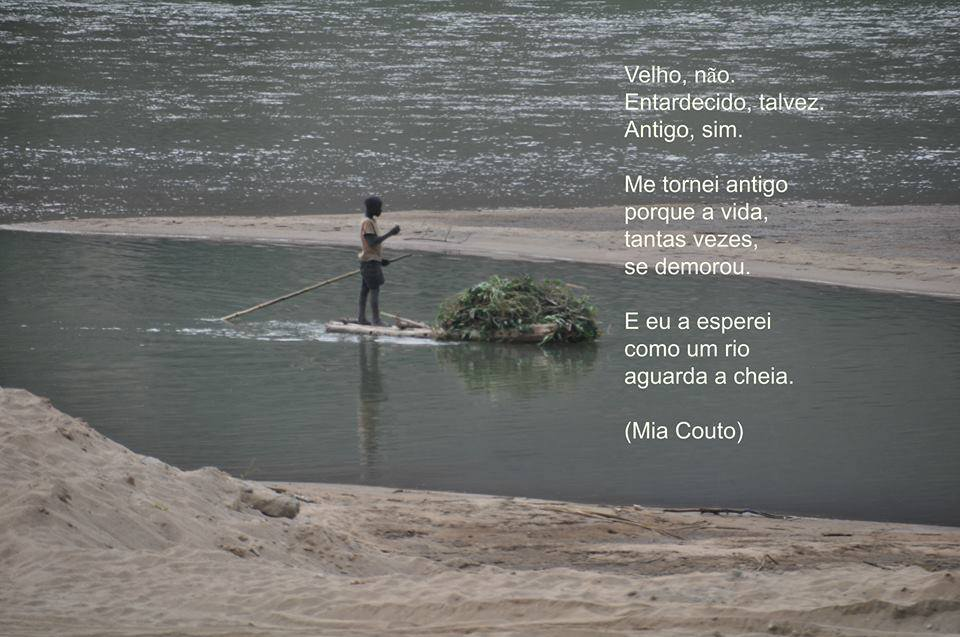 Velho, não.
Entardecido, talvez.
Antigo, sim.
Me tornei antigo
porque a vida,
tantas vezes,
se demorou.
E eu a esperei
como um rio
aguarda a cheia.
(Mia Couto)